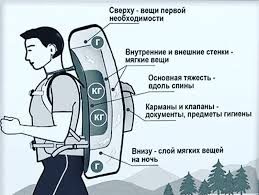 Сверху - вещи первой
необходимости
г
Внутренние и внешние стенки -
мягкие вещи
Основная тяжесть -
вдоль спины
кг
Карманы и клапаны -
документы, предметы гигиены
кг
Внизу - слой мягких вещей
на ночь
г